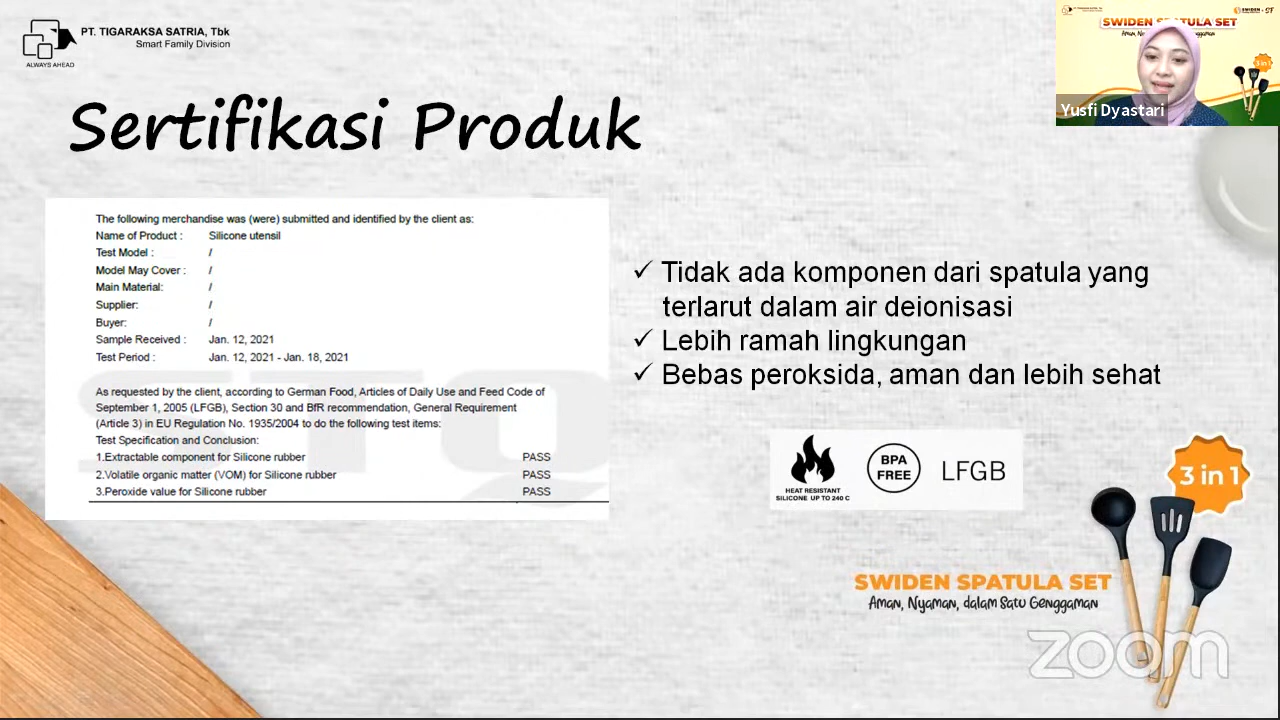 PT. TIGARAKSA SATRIA, Tbk
Smart Family Division
ALWAYS AHEAD
SWIDEN SPATULA SET
3 in 1
Yusfi Dyastari
Sertifikasi Produk
The following merchandise was (were) submitted and identified by the client as:
Name of Product : Silicone utensil
Test Model : /
Model May Cover : /
Main Material: /
Supplier: /
Buyer: /
Sample Received : Jan. 12, 2021
Test Period : Jan. 12, 2021 - Jan. 18, 2021
As requested by the client, according to German Food, Articles of Daily Use and Feed Code of
September 1, 2005 (LFGB), Section 30 and BfR recommendation, General Requirement
(Article 3) in EU Regulation No. 1935/2004 to do the following test items:
Test Specification and Conclusion:
1.Extractable component for Silicone rubber PASS
2.Volatile organic matter (VOM) for Silicone rubber PASS
3.Peroxide value for Silicone rubber PASS
✓ Tidak ada komponen dari spatula yang
terlarut dalam air deionisasi
✓ Lebih ramah lingkungan
✓ Bebas peroksida, aman dan lebih sehat
HEAT RESISTANT
SILICONE UP TO 240 C
BPA
FREE
LFGB
3 in 1
SWIDEN SPATULA SET
Aman, Nyaman, dalam Satu Genggaman
zoom